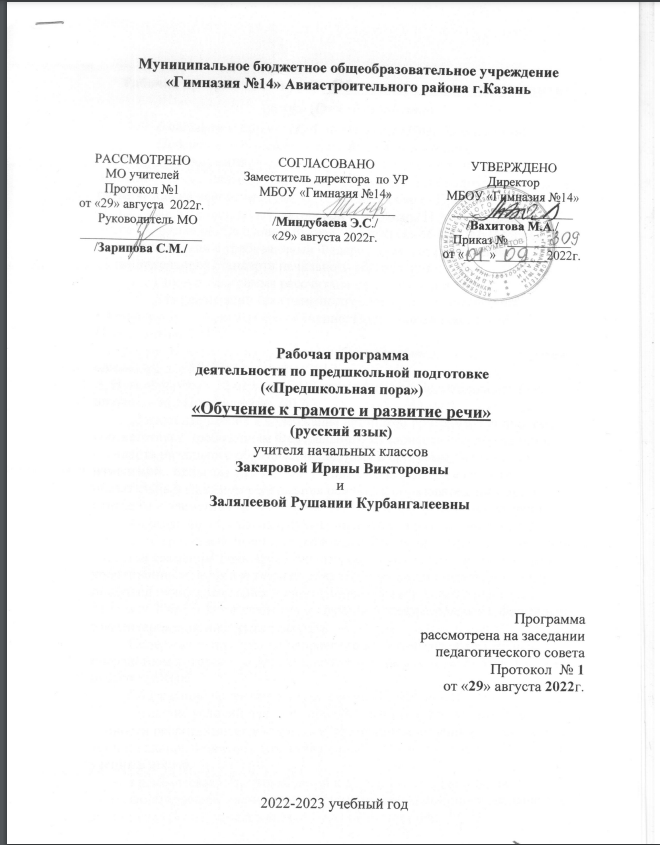 Муниципальное бюджетное общеобразовательное учреждение
«Гимназия №14» Авиастроительного района г.Казань
РАССМОТРЕНО
МО учителей
Протокол №1
от «29» августа 2022г.
Руководитель МО
/Зарипова С.М./
СОГЛАСОВАНО
Заместитель директора по УР
МБОУ «Гимназия №14»
/Миндубаева Э.С./
«29» августа 2022г.
УТВЕРЖДЕНО
Директор
МБОУ «Гимназия №14»
/Вахитова М.А./
Приказ № 309
от «01» 09 2022г.
Рабочая программа
деятельности по предшкольной подготовке
(«Предшкольная пора»)
«Обучение к грамоте и развитие речи»
(русский язык)
учителя начальных классов
Закировой Ирины Викторовны
и
Залялеевой Рушании Курбангалеевны
Программа
рассмотрена на заседании
педагогического совета
Протокол № 1
от «29» августа 2022г.
2022-2023 учебный год